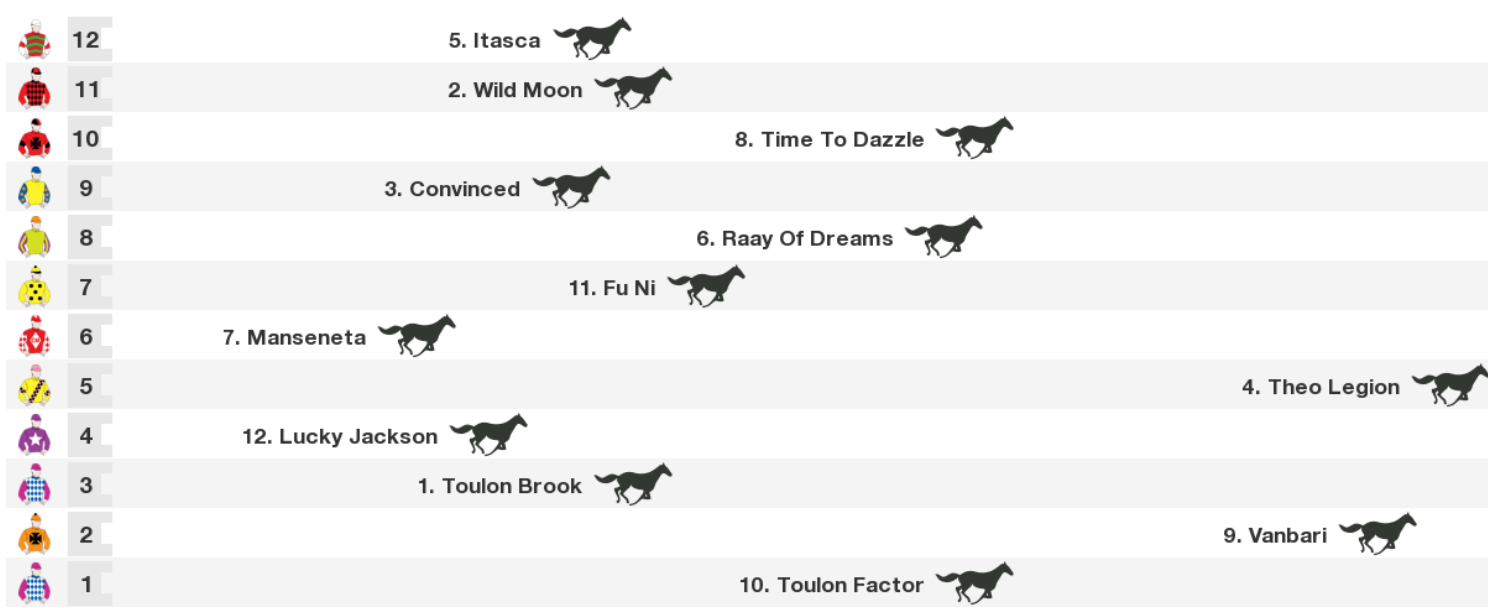 12 5. Itasca
11 2. Wild Moon
10 8. Time To Dazzle
9 3. Convinced
8 6. Raay Of Dreams
7 11. Fu Ni
6 7. Manseneta
5 4. Theo Legion
4 12. Lucky Jackson
3 1. Toulon Brook
2 9. Vanbari
1 10. Toulon Factor